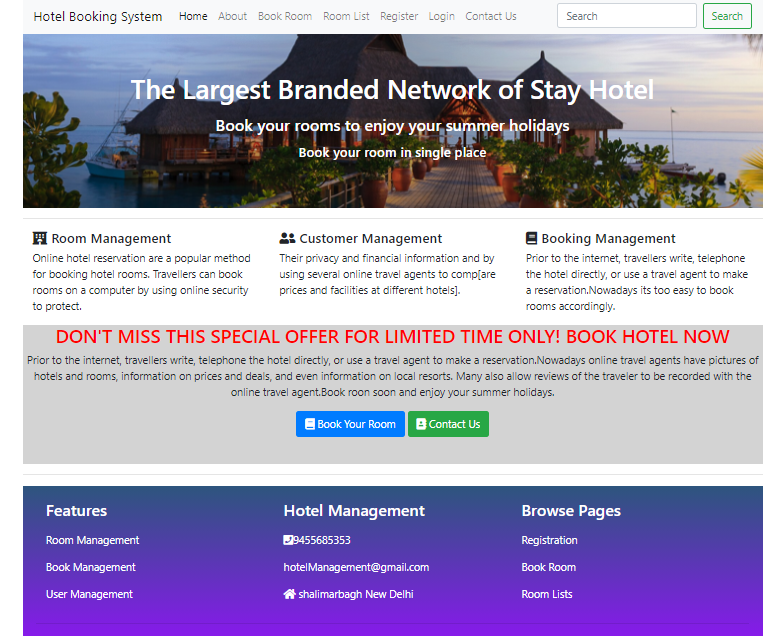 Hotel Booking System Home About Book Room Room List Register Login Contact Us Search Search
The Largest Branded Network of Stay Hotel
Book your rooms to enjoy your summer holidays
Book your room in single place
Room Management
Online hotel reservation are a popular method
for booking hotel rooms. Travellers can book
rooms on a computer by using online security
to protect.
Customer Management
Their privacy and financial information and by
using several online travel agents to comp[are
prices and facilities at different hotels].
Booking Management
Prior to the internet, travellers write, telephone
the hotel directly, or use a travel agent to make
a reservation.Nowadays its too easy to book
rooms accordingly.
DON'T MISS THIS SPECIAL OFFER FOR LIMITED TIME ONLY! BOOK HOTEL NOW
Prior to the internet, travellers write, telephone the hotel directly, or use a travel agent to make a reservation.Nowadays online travel agents have pictures of
hotels and rooms, information on prices and deals, and even information on local resorts. Many also allow reviews of the traveler to be recorded with the
online travel agent.Book roon soon and enjoy your summer holidays.
Book Your Room Contact Us
Features
Room Management
Book Management
User Management
Hotel Management
9455685353
hotelManagement@gmail.com
shalimarbagh New Delhi
Browse Pages
Registration
Book Room
Room Lists